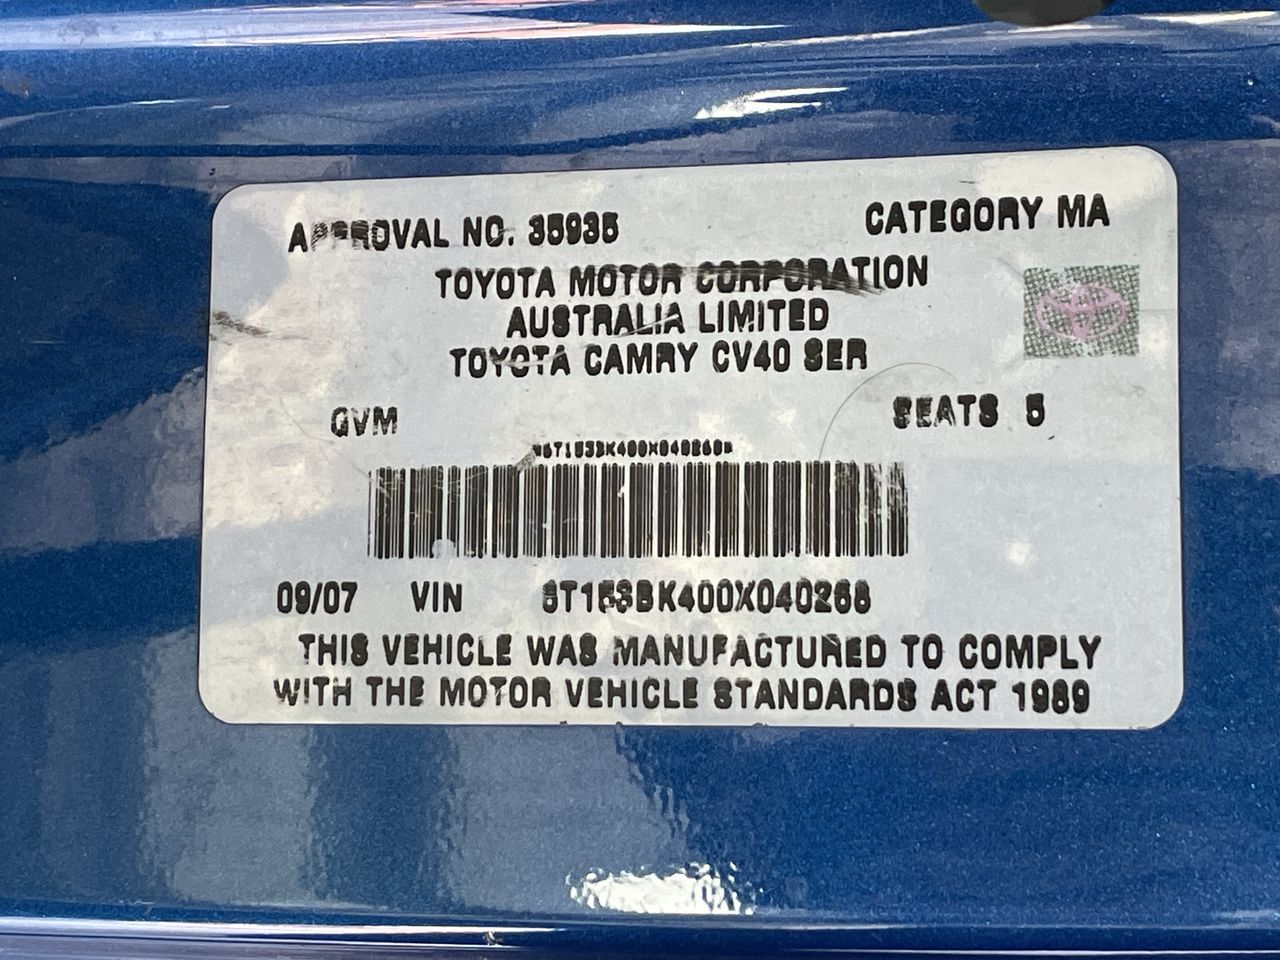 APPROVAL NO. 35935
CATEGORY MA
TOYOTA MOTOR CORPORATION
AUSTRALIA LIMITED
TOYOTA CAMRY CV40 SER
GVM
SEATS 5
09/07 VIN 6T153BK400X040268
THIS VEHICLE WAS MANUFACTURED TO COMPLY
WITH THE MOTOR VEHICLE STANDARDS ACT 1989